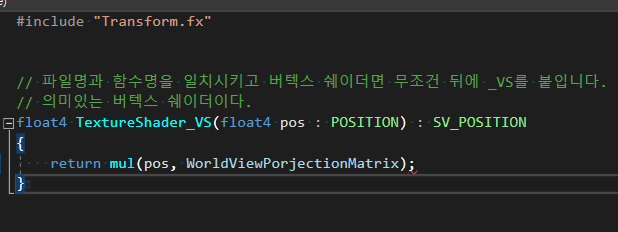 #include "Transform.fx"
// 파일명과 함수명을 일치시키고 버텍스 쉐이더면 무조건 뒤에 _VS를 붙입니다.
// 의미있는 버텍스 쉐이더이다.
float4 TextureShader_VS(float4 pos : POSITION) : SV_POSITION
{
return mul(pos, WorldViewPorjectionMatrix);
}